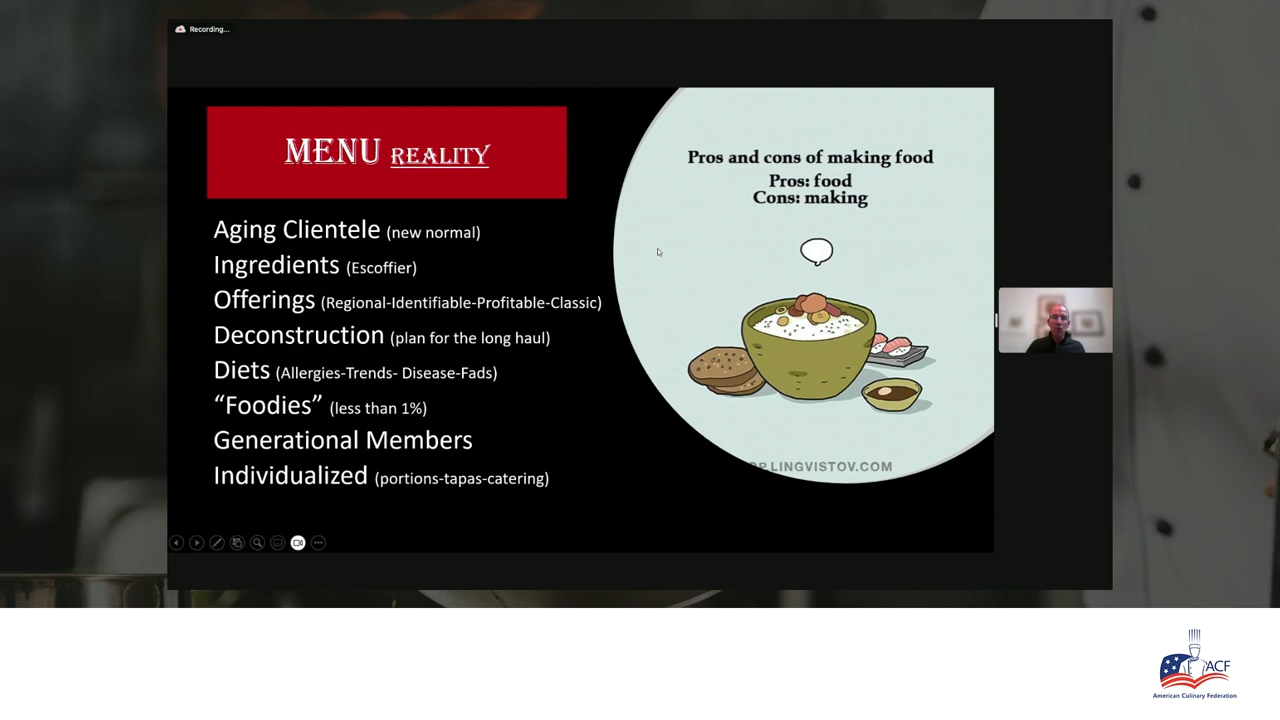 Recording...
MENU REALITY
Aging Clientele (new normal)
Ingredients (Escoffier)
Offerings (Regional-Identifiable-Profitable-Classic)
Deconstruction (plan for the long haul)
Diets (Allergies-Trends- Disease-Fads)
“Foodies” (less than 1%)
Generational Members
Individualized (portions-tapas-catering)
Pros and cons of making food
Pros: food
Cons: making
LINGVISTOV.COM
ACF
American Culinary Federation